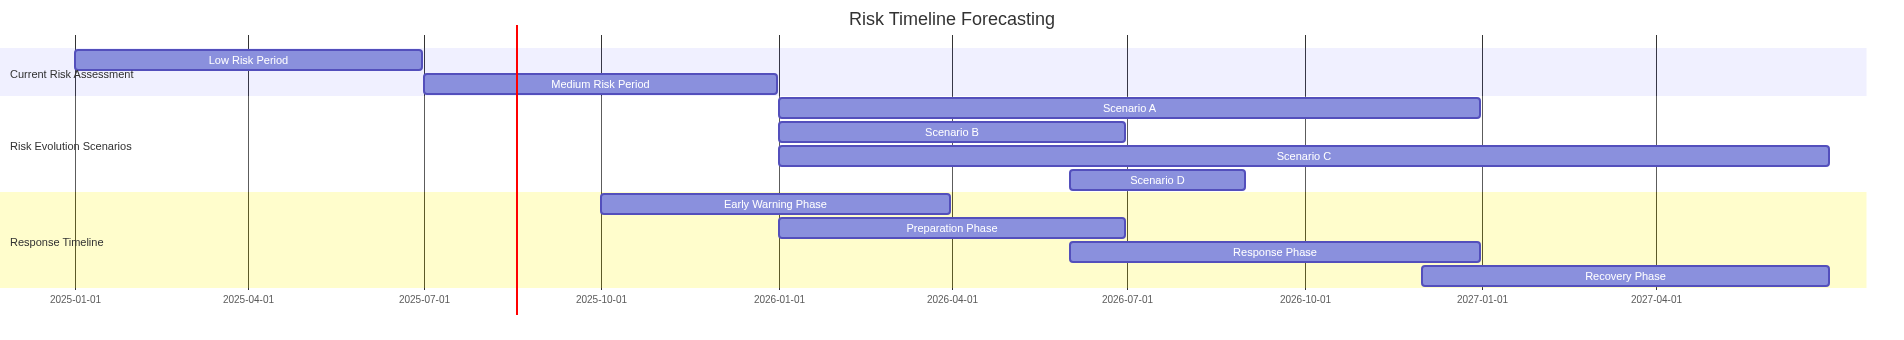 Risk Timeline Forecasting
Current Risk Assessment
Low Risk Period
Medium Risk Period
Risk Evolution Scenarios
Scenario A
Scenario B
Scenario C
Scenario D
Response Timeline
Early Warning Phase
Preparation Phase
Response Phase
Recovery Phase
2025-01-01 2025-04-01 2025-07-01 2025-10-01 2026-01-01 2026-04-01 2026-07-01 2026-10-01 2027-01-01 2027-04-01